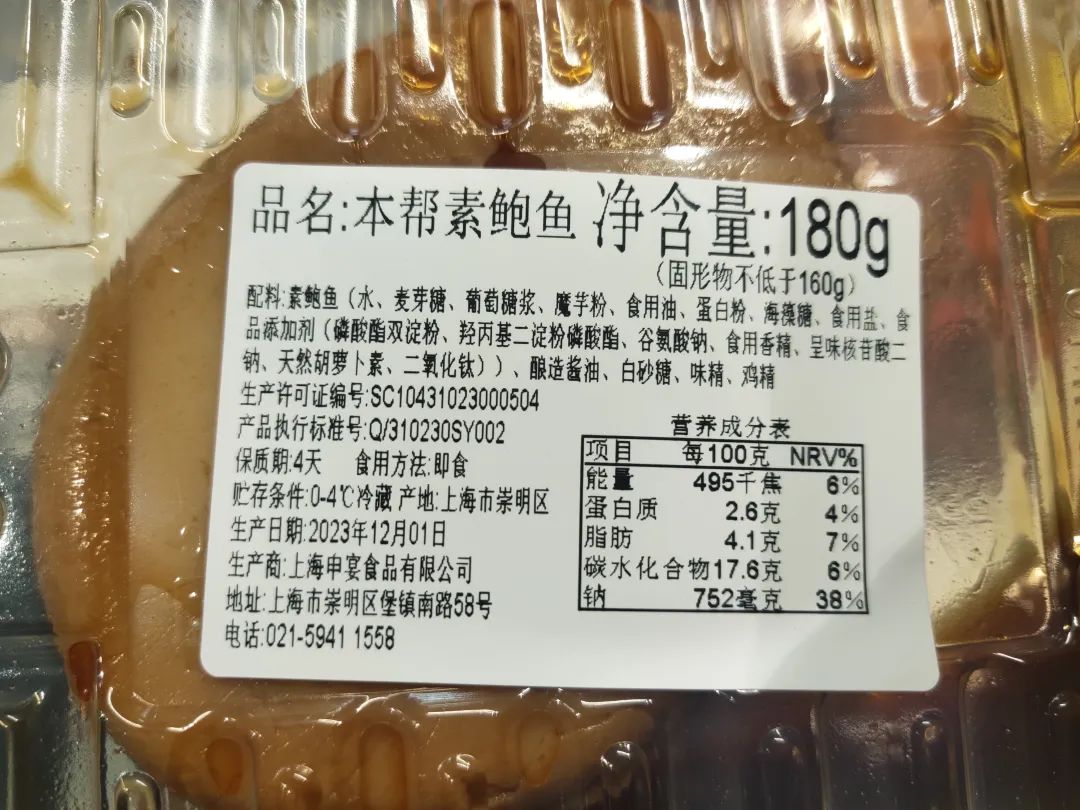 品名:本帮素鲍鱼 净含量:180g
(固形物不低于160g)
配料:素鲍鱼(水、麦芽糖、葡萄糖浆、魔芋粉、食用油、蛋白粉、海藻糖、食用盐、食
品添加剂(磷酸酯双淀粉、羟丙基二淀粉磷酸酯、谷氨酸钠、食用香精、呈味核苷酸二
钠、天然胡萝卜素、二氧化钛))、酿造酱油、白砂糖、味精、鸡精
生产许可证编号:SC10431023000504
产品执行标准号:Q/310230SY002
保质期:4天 食用方法:即食
贮存条件:0-4℃冷藏 产地:上海市崇明区
生产日期:2023年12月01日
生产商:上海申宴食品有限公司
地址:上海市崇明区堡镇南路58号
电话:021-5941 1558
营养成分表
项目 每100克 NRV%
能量 495千焦 6%
蛋白质 2.6克 4%
脂肪 4.1克 7%
碳水化合物17.6克 6%
钠 752毫克 38%